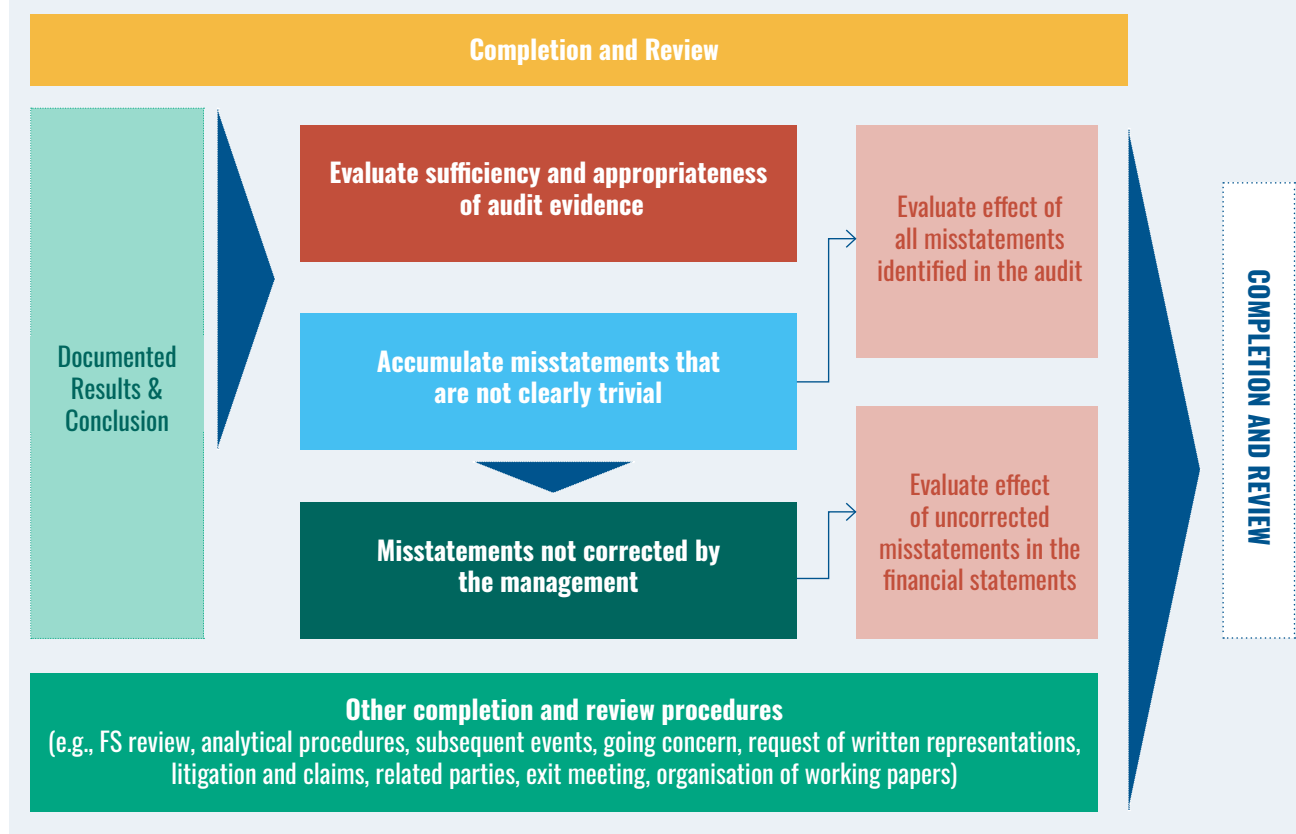 Completion and Review
Documented
Results &
Conclusion
Evaluate sufficiency and appropriateness
of audit evidence
Accumulate misstatements that
are not clearly trivial
Misstatements not corrected by
the management
Evaluate effect of
all misstatements
identified in the audit
Evaluate effect
of uncorrected
misstatements in the
financial statements
Other completion and review procedures
(e.g., FS review, analytical procedures, subsequent events, going concern, request of written representations,
litigation and claims, related parties, exit meeting, organisation of working papers)
COMPLETION AND REVIEW